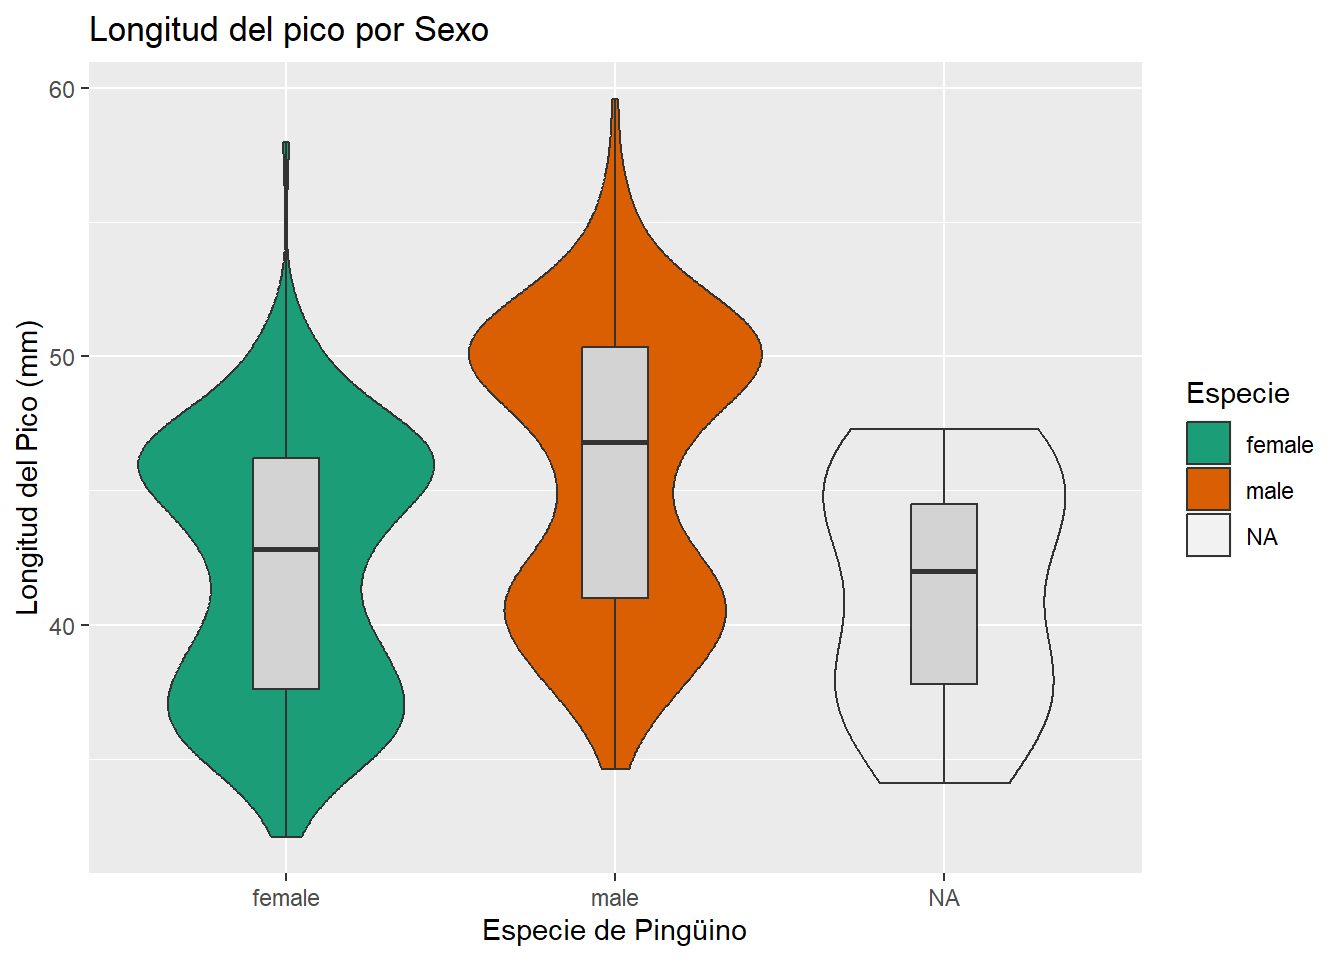 Longitud del pico por Sexo
Longitud del Pico (mm)
60
50
40
female
male
NA
Especie de Pingüino
Especie
female
male
NA